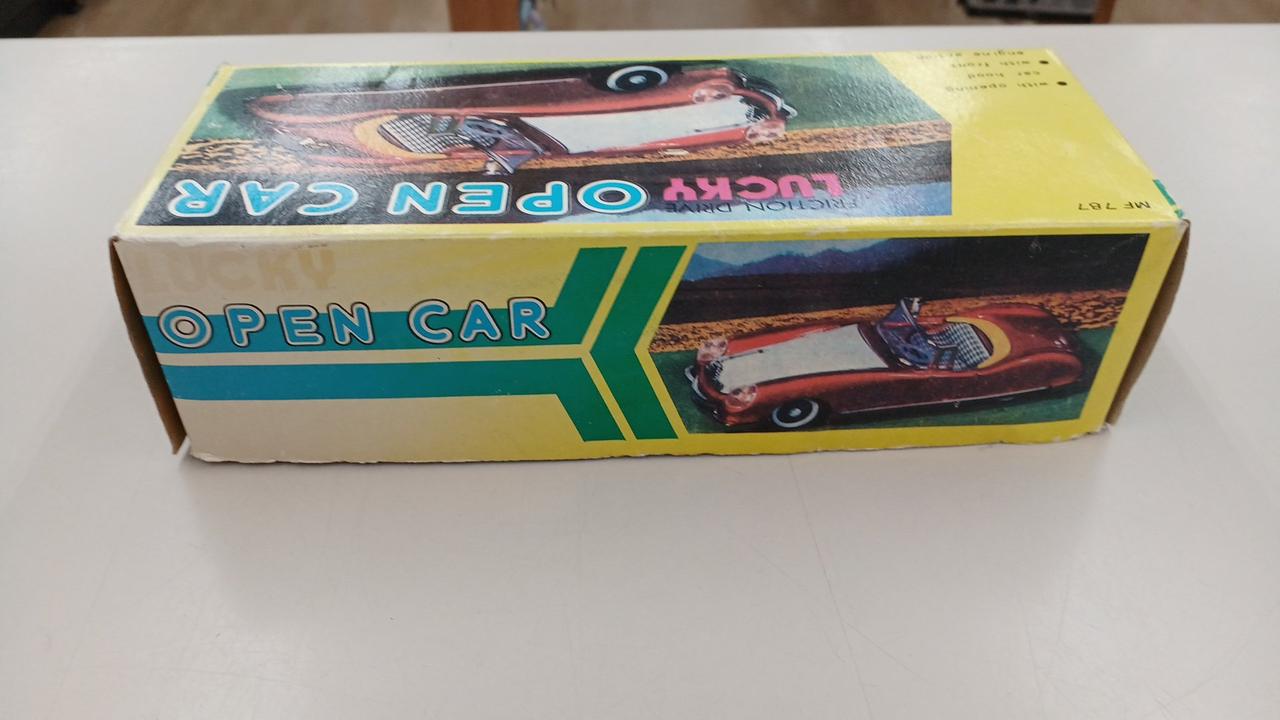 FRICTION DRIVE
LUCKY
OPEN CAR
MF 787
• with opening
car hood
• with front
engine action
LUCKY
OPEN CAR